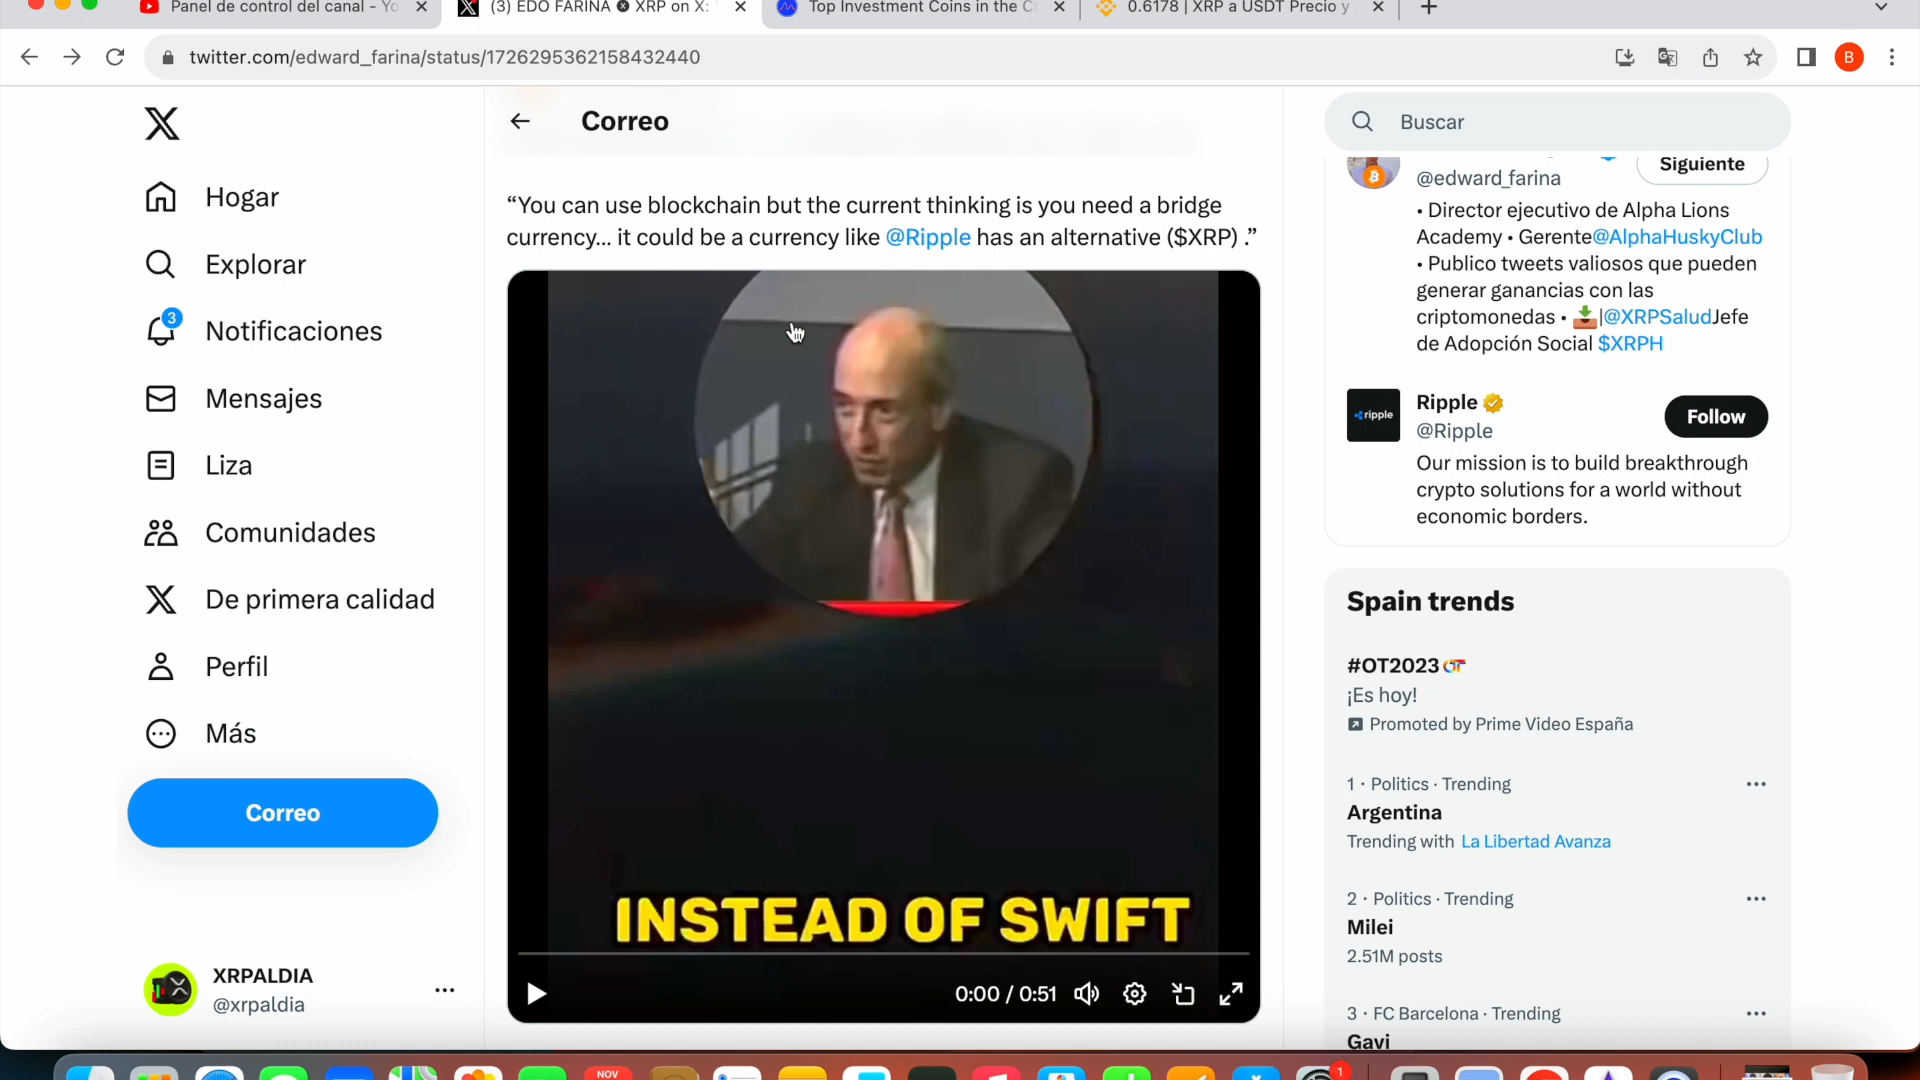 Panel de control del canal - Yo
(3) EDO FARINA XRP on X:
Top Investment Coins in the C
0.6178 | XRP a USDT Precio y
twitter.com/edward_farina/status/1726295362158432440
B
Correo
Buscar
Hogar
Explorar
3
Notificaciones
Mensajes
Liza
Comunidades
De primera calidad
Perfil
Más
Correo
XRPALDIA
@xrpaldia
“You can use blockchain but the current thinking is you need a bridge
currency... it could be a currency like @Ripple has an alternative ($XRP) .”
INSTEAD OF SWIFT
0:00 / 0:51
@edward_farina
Siguiente
• Director ejecutivo de Alpha Lions
Academy • Gerente@AlphaHuskyClub
• Publico tweets valiosos que pueden
generar ganancias con las
criptomonedas • |@XRPSaludJefe
de Adopción Social $XRPH
ripple
Ripple
@Ripple
Follow
Our mission is to build breakthrough
crypto solutions for a world without
economic borders.
Spain trends
#OT2023
¡Es hoy!
Promoted by Prime Video España
1 · Politics · Trending
Argentina
Trending with La Libertad Avanza
2 · Politics · Trending
Milei
2.51M posts
3 · FC Barcelona · Trending
Gavi
NOV
1